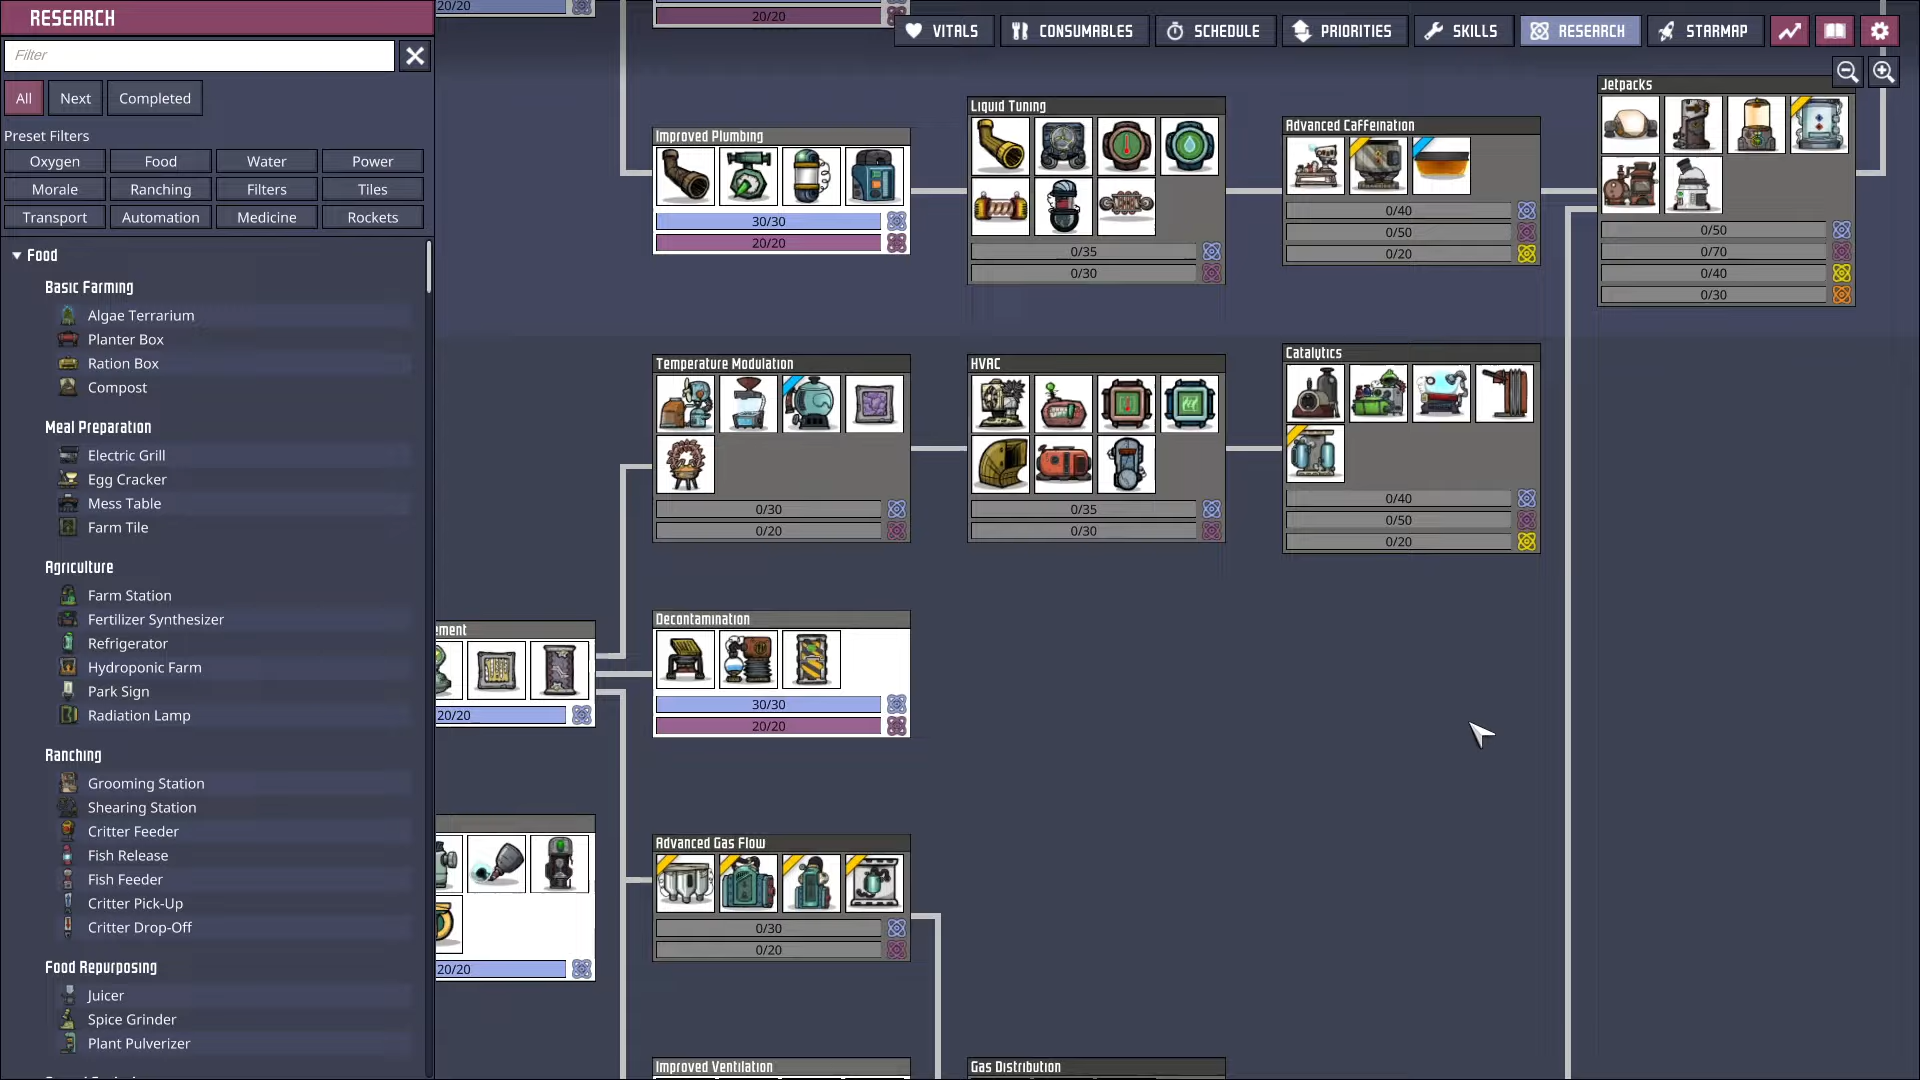 RESEARCH
Filter
All
Next
Completed
Preset Filters
Oxygen
Food
Water
Power
Morale
Ranching
Filters
Tiles
Transport
Automation
Medicine
Rockets
Food
Basic Farming
Algae Terrarium
Planter Box
Ration Box
Compost
Meal Preparation
Electric Grill
Egg Cracker
Mess Table
Farm Tile
Agriculture
Farm Station
Fertilizer Synthesizer
Refrigerator
Hydroponic Farm
Park Sign
Radiation Lamp
Ranching
Grooming Station
Shearing Station
Critter Feeder
Fish Release
Fish Feeder
Critter Pick-Up
Critter Drop-Off
Food Repurposing
Juicer
Spice Grinder
Plant Pulverizer
VITALS
CONSUMABLES
SCHEDULE
PRIORITIES
SKILLS
RESEARCH
STARMAP
20/20
20/20
Improved Plumbing
30/30
20/20
Liquid Tuning
0/35
0/30
Advanced Caffeination
0/40
0/50
0/20
Jetpacks
0/50
0/70
0/40
0/30
Temperature Modulation
0/30
0/20
HVAC
0/35
0/30
Catalytics
0/40
0/50
0/20
ement
20/20
Decontamination
30/30
20/20
20/20
Advanced Gas Flow
0/30
0/20
Improved Ventilation
Gas Distribution